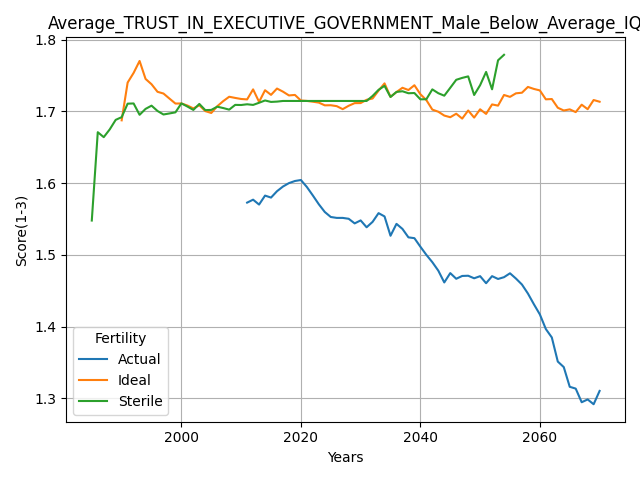 Average_TRUST_IN_EXECUTIVE_GOVERNMENT_Male_Below_Average_IQ
1.8
1.7
1.6
1.5
1.4
1.3
Score(1-3)
Fertility
Actual
Ideal
Sterile
2000 2020 2040 2060
Years